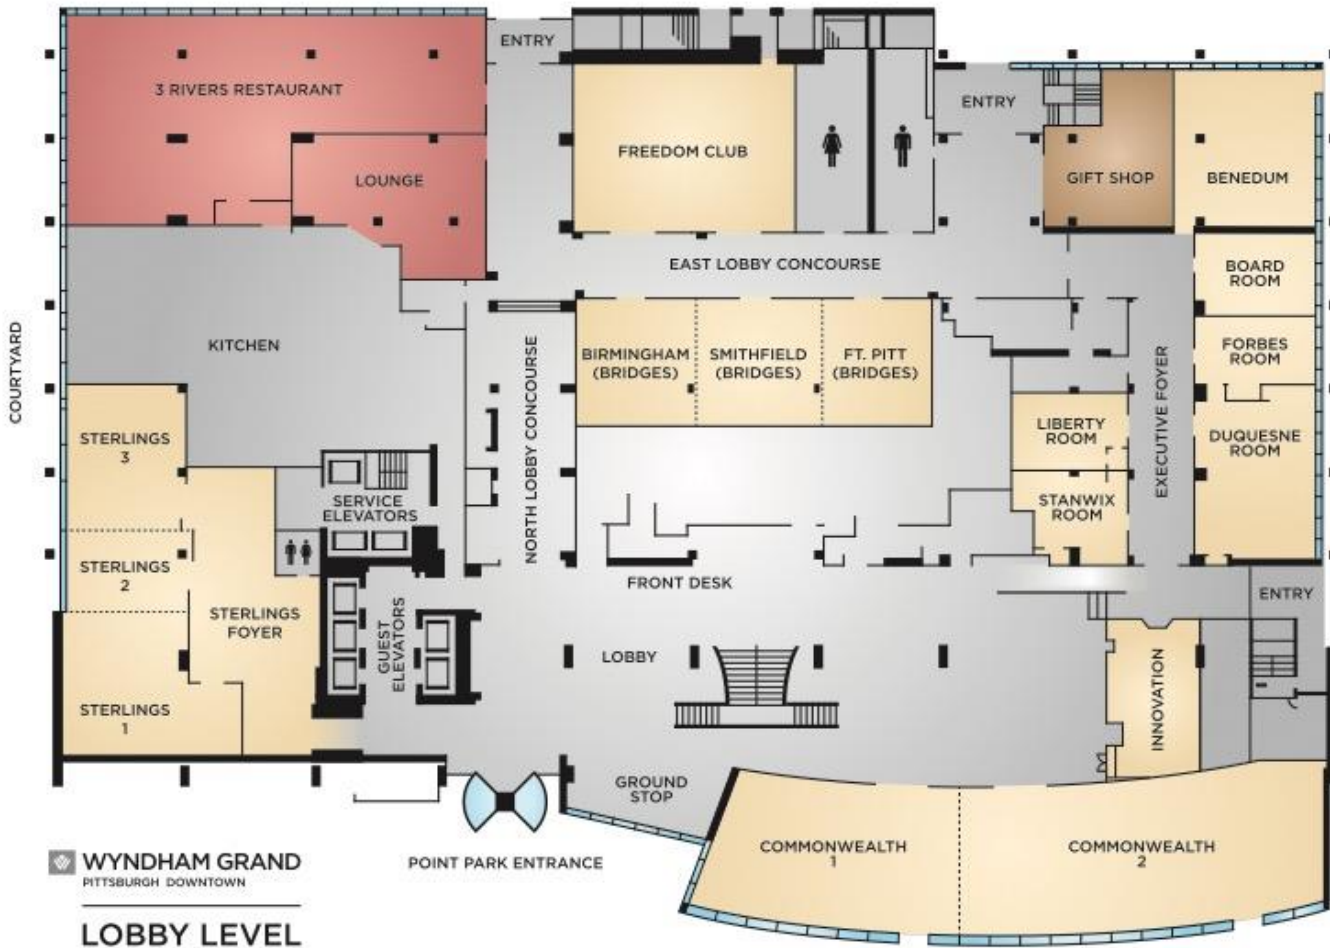 ENTRY
3 RIVERS RESTAURANT
LOUNGE
FREEDOM CLUB
ENTRY
GIFT SHOP
BENEDUM
EAST LOBBY CONCOURSE
BOARD
ROOM
COURTYARD
KITCHEN
NORTH LOBBY CONCOURSE
BIRMINGHAM
(BRIDGES)
SMITHFIELD
(BRIDGES)
FT. PITT
(BRIDGES)
FORBES
ROOM
EXECUTIVE FOYER
LIBERTY
ROOM
DUQUESNE
ROOM
STERLINGS
3
SERVICE
ELEVATORS
STANWIX
ROOM
STERLINGS
2
FRONT DESK
ENTRY
STERLINGS
FOYER
GUEST
ELEVATORS
LOBBY
INNOVATION
STERLINGS
1
GROUND
STOP
COMMONWEALTH
1
COMMONWEALTH
2
POINT PARK ENTRANCE
WYNDHAM GRAND
PITTSBURGH DOWNTOWN
LOBBY LEVEL